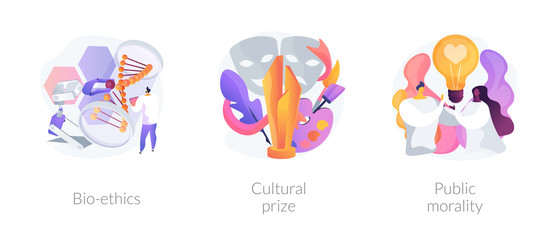 Bio-ethics
Cultural
prize
Public
morality